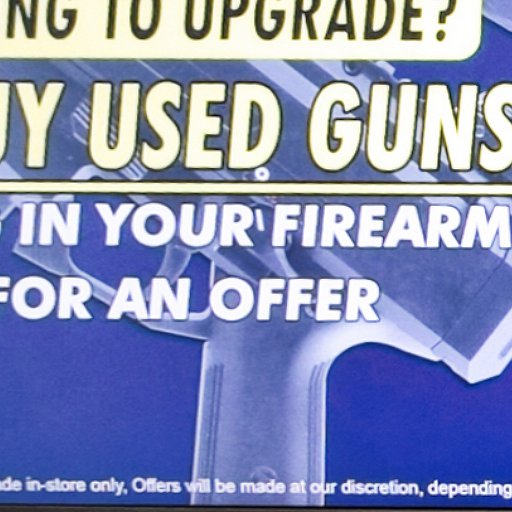 NG TO UPGRADE?
UY USED GUNS
IN YOUR FIREARM
FOR AN OFFER
de in-store only, Offers will be made at our discretion, depending